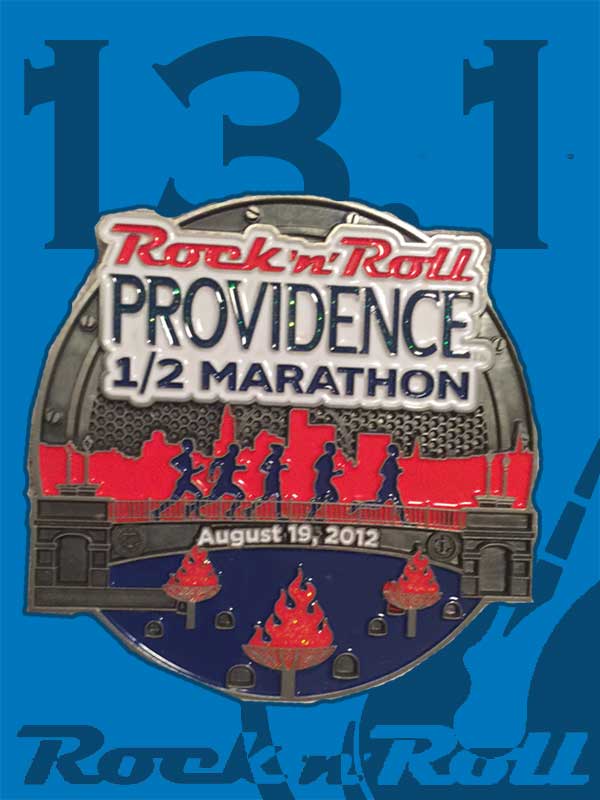 13.1
Rock 'n' Roll
PROVIDENCE
1/2 MARATHON
August 19, 2012
Rock 'n' Roll